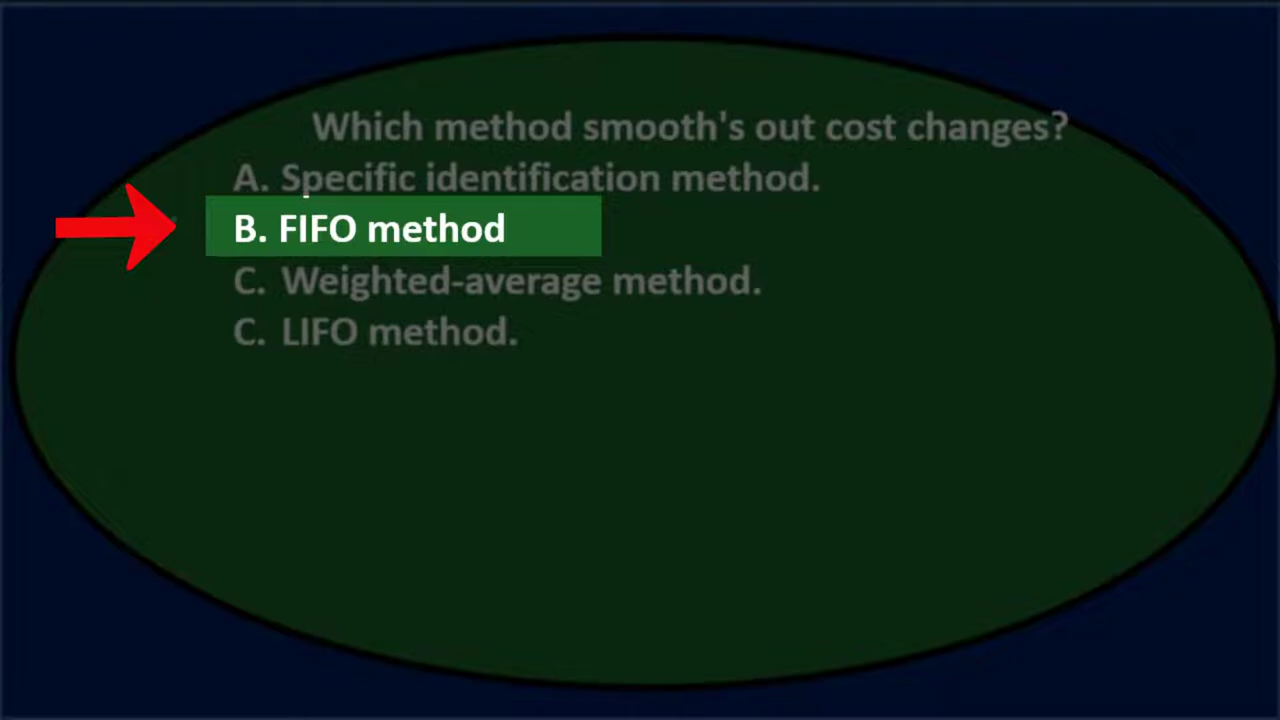 Which method smooth's out cost changes?
A. Specific identification method.
B. FIFO method
C. Weighted-average method.
C. LIFO method.